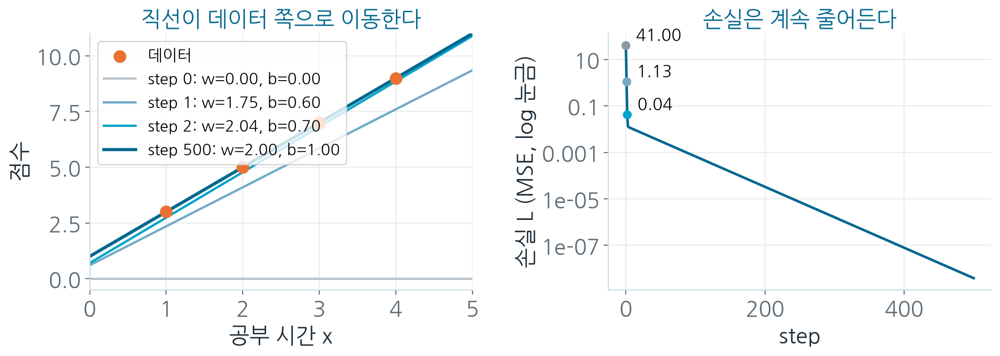 직선이 데이터 쪽으로 이동한다
데이터
step 0: w=0.00, b=0.00
step 1: w=1.75, b=0.60
step 2: w=2.04, b=0.70
step 500: w=2.00, b=1.00
점수
10.0
7.5
5.0
2.5
0.0
0 1 2 3 4 5
공부 시간 x
손실은 계속 줄어든다
41.00
1.13
0.04
손실 L (MSE, log 눈금)
10
0.1
0.001
1e-05
1e-07
0 200 400
step